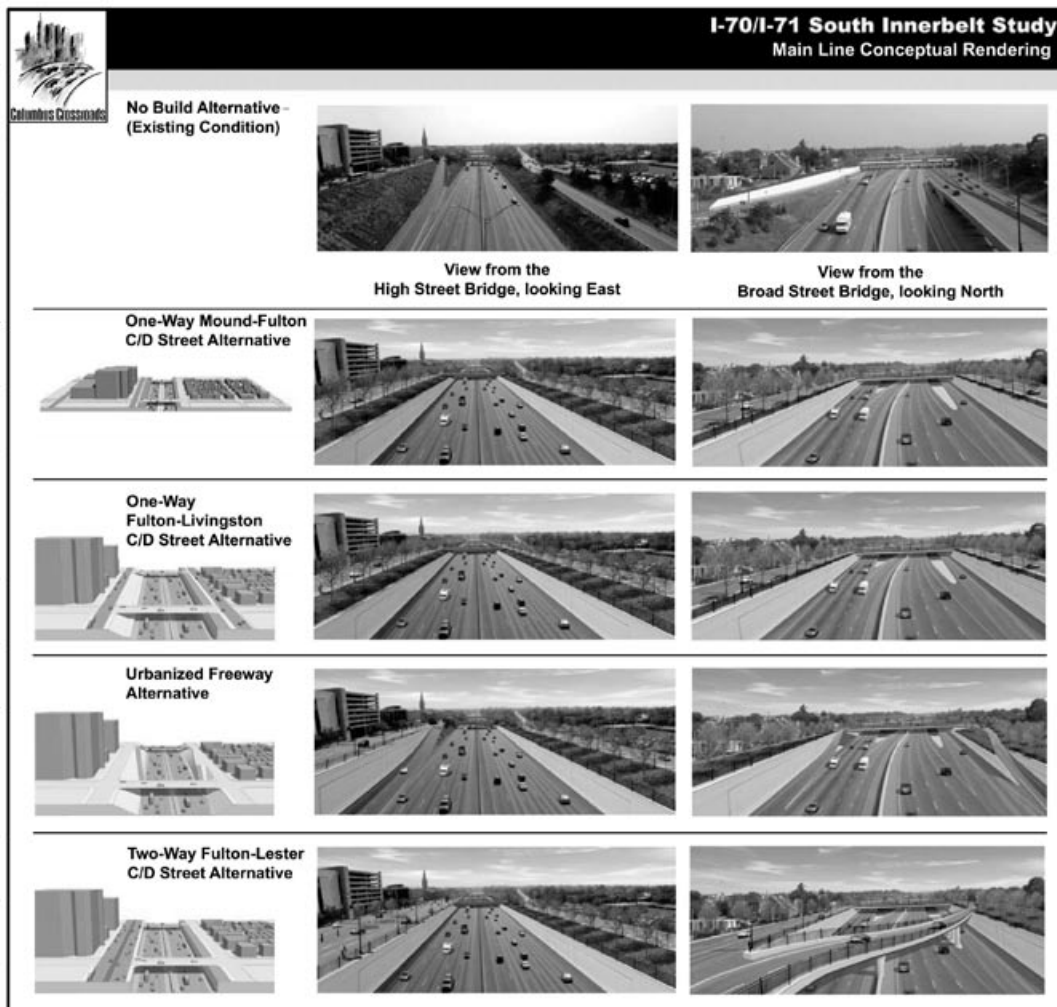 I-70/I-71 South Innerbelt Study
Main Line Conceptual Rendering
Columbus Crossroads
No Build Alternative -
(Existing Condition)
View from the
High Street Bridge, looking East
View from the
Broad Street Bridge, looking North
One-Way Mound-Fulton
C/D Street Alternative
One-Way
Fulton-Livingston
C/D Street Alternative
Urbanized Freeway
Alternative
Two-Way Fulton-Lester
C/D Street Alternative